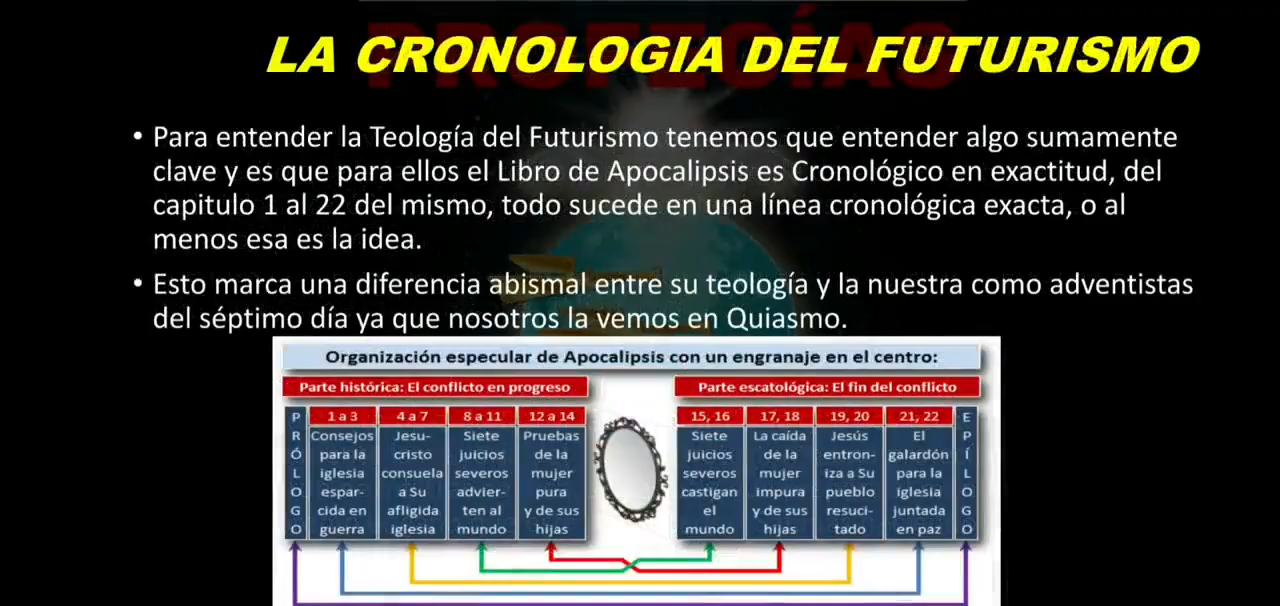 PROFECÍAS
LA CRONOLOGIA DEL FUTURISMO
• Para entender la Teología del Futurismo tenemos que entender algo sumamente
clave y es que para ellos el Libro de Apocalipsis es Cronológico en exactitud, del
capitulo 1 al 22 del mismo, todo sucede en una línea cronológica exacta, o al
menos esa es la idea.
• Esto marca una diferencia abismal entre su teología y la nuestra como adventistas
del séptimo día ya que nosotros la vemos en Quiasmo.
Organización especular de Apocalipsis con un engranaje en el centro:
Parte histórica: El conflicto en progreso
PRÓLOGO
1 a 3
Consejos
para la
iglesia
espar-
cida en
guerra
4 a 7
Jesu-
cristo
consuela
a Su
afligida
iglesia
8 a 11
Siete
juicios
severos
advier-
ten al
mundo
12 a 14
Pruebas
de la
mujer
pura
y de sus
hijas
Parte escatológica: El fin del conflicto
15, 16
Siete
juicios
severos
castigan
el
mundo
17, 18
La caída
de la
mujer
impura
y de sus
hijas
19, 20
Jesús
entron-
iza a Su
pueblo
resuci-
tado
21, 22
El
galardón
para la
iglesia
juntada
en paz
EPÍLOGO